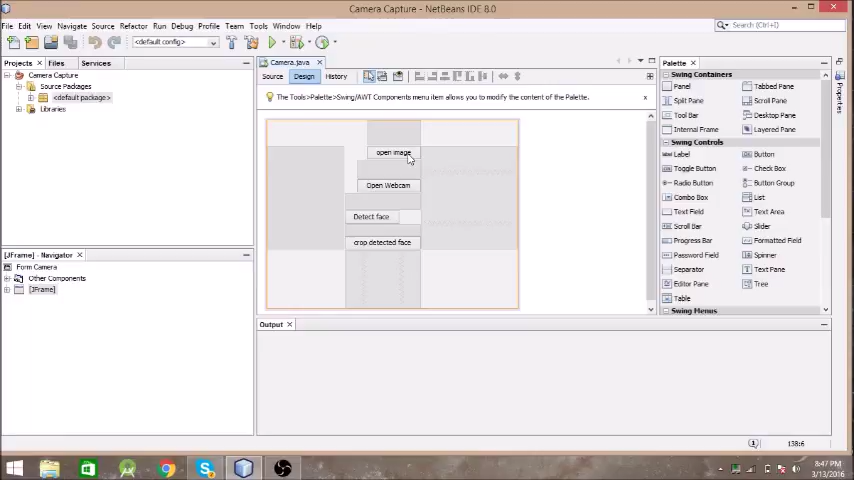 Camera Capture - NetBeans IDE 8.0
File Edit View Navigate Source Refactor Run Debug Profile Team Tools Window Help
Search (Ctrl+I)
<default config>
Projects Files Services
Camera.java
Palette
Camera Capture
Source Packages
<default package>
Libraries
Source Design History
The Tools>Palette>Swing/AWT Components menu item allows you to modify the content of the Palette.
open image
Open Webcam
Detect face
crop detected face
Swing Containers
Panel Tabbed Pane
Split Pane Scroll Pane
Tool Bar Desktop Pane
Internal Frame Layered Pane
Swing Controls
Label Button
Toggle Button Check Box
Radio Button Button Group
Combo Box List
Text Field Text Area
Scroll Bar Slider
Progress Bar Formatted Field
Password Field Spinner
Separator Text Pane
Editor Pane Tree
Table
Swing Menus
Properties
[JFrame] - Navigator
Form Camera
Other Components
[JFrame]
Output
1 138:6
8:47 PM
3/13/2016